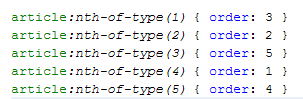 article:nth-of-type(1) { order: 3 }
article:nth-of-type(2) { order: 2 }
article:nth-of-type(3) { order: 5 }
article:nth-of-type(4) { order: 1 }
article:nth-of-type(5) { order: 4 }